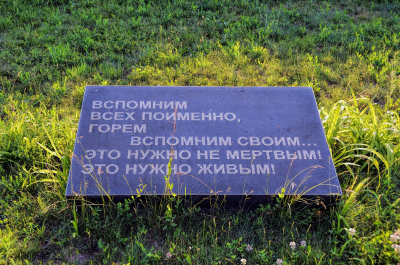 ВСПОМНИМ
ВСЕХ ПОИМЕННО,
ГОРЕМ
ВСПОМНИМ СВОИМ...
ЭТО НУЖНО НЕ МЕРТВЫМ!
ЭТО НУЖНО ЖИВЫМ!